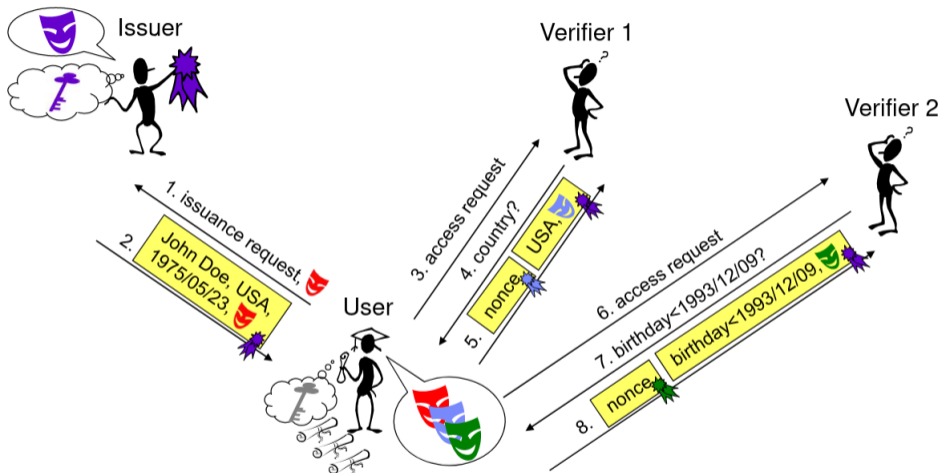 Issuer
Verifier 1
?
Verifier 2
?
1. issuance request
2.
John Doe, USA,
1975/05/23,
User
3. access request
4. country?
5.
nonce
USA,
6. access request
7. birthday<1993/12/09?
8.
nonce
birthday<1993/12/09,